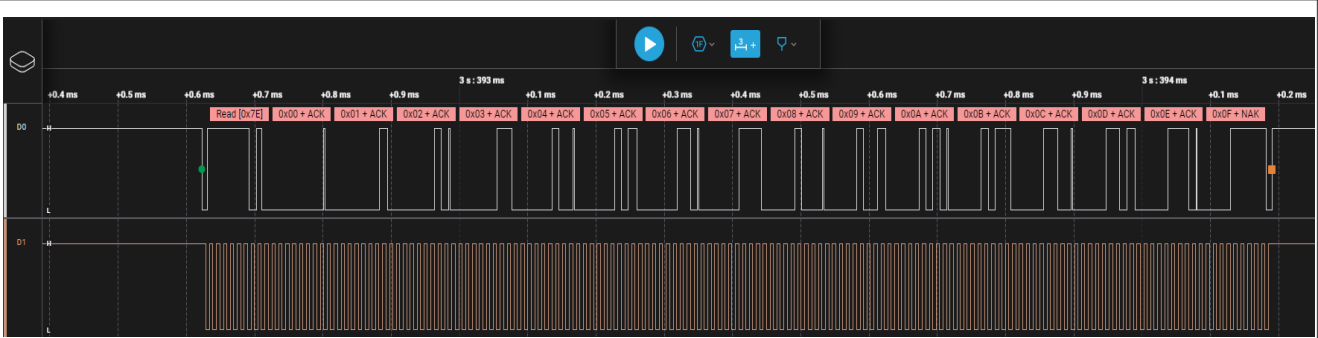 1F
3 +
3 s : 393 ms
3 s : 394 ms
+0.4 ms +0.5 ms +0.6 ms +0.7 ms +0.8 ms +0.9 ms +0.1 ms +0.2 ms +0.3 ms +0.4 ms +0.5 ms +0.6 ms +0.7 ms +0.8 ms +0.9 ms +0.1 ms +0.2 ms
Read [0x7E] 0x00 + ACK 0x01 + ACK 0x02 + ACK 0x03 + ACK 0x04 + ACK 0x05 + ACK 0x06 + ACK 0x07 + ACK 0x08 + ACK 0x09 + ACK 0x0A + ACK 0x0B + ACK 0x0C + ACK 0x0D + ACK 0x0E + ACK 0x0F + NAK
D0 H
L
D1 H
L